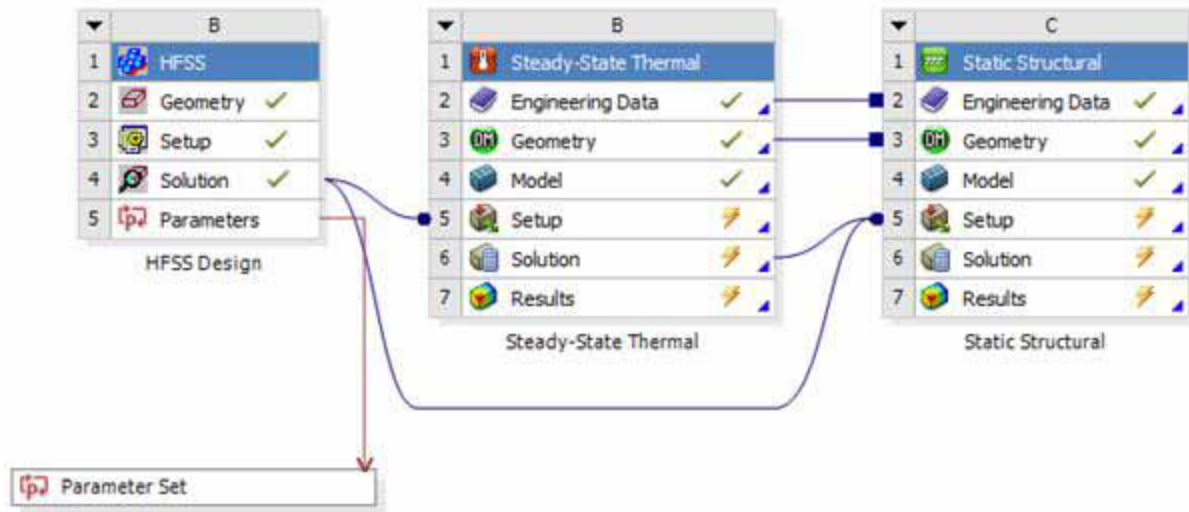 B
1 HFSS
2 Geometry
3 Setup
4 Solution
5 Parameters
HFSS Design
B
1 Steady-State Thermal
2 Engineering Data
3 DM Geometry
4 Model
5 Setup
6 Solution
7 Results
Steady-State Thermal
C
1 Static Structural
2 Engineering Data
3 DM Geometry
4 Model
5 Setup
6 Solution
7 Results
Static Structural
Parameter Set